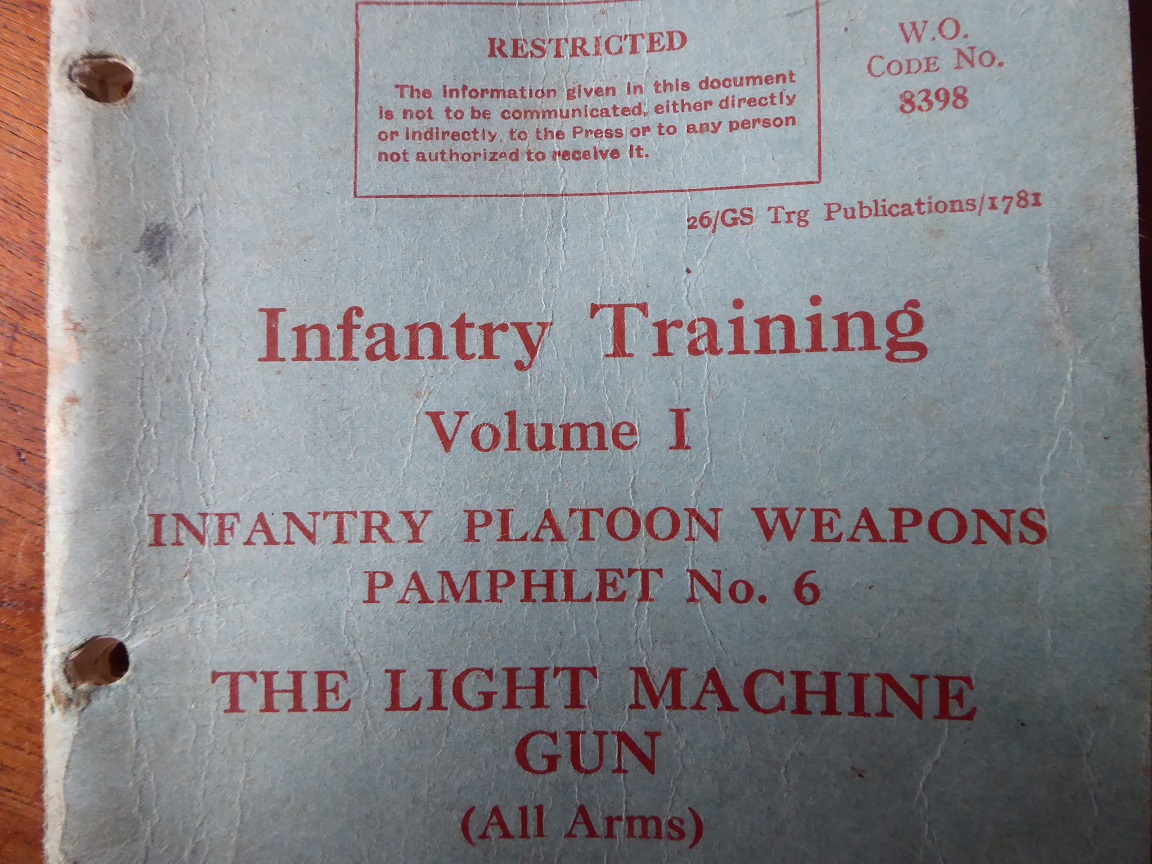 RESTRICTED
The information given in this document
is not to be communicated, either directly
or indirectly, to the Press or to any person
not authorized to receive it.
W.O.
CODE NO.
8398
26/GS Trg Publications/1781
Infantry Training
Volume I
INFANTRY PLATOON WEAPONS
PAMPHLET No. 6
THE LIGHT MACHINE
GUN
(All Arms)